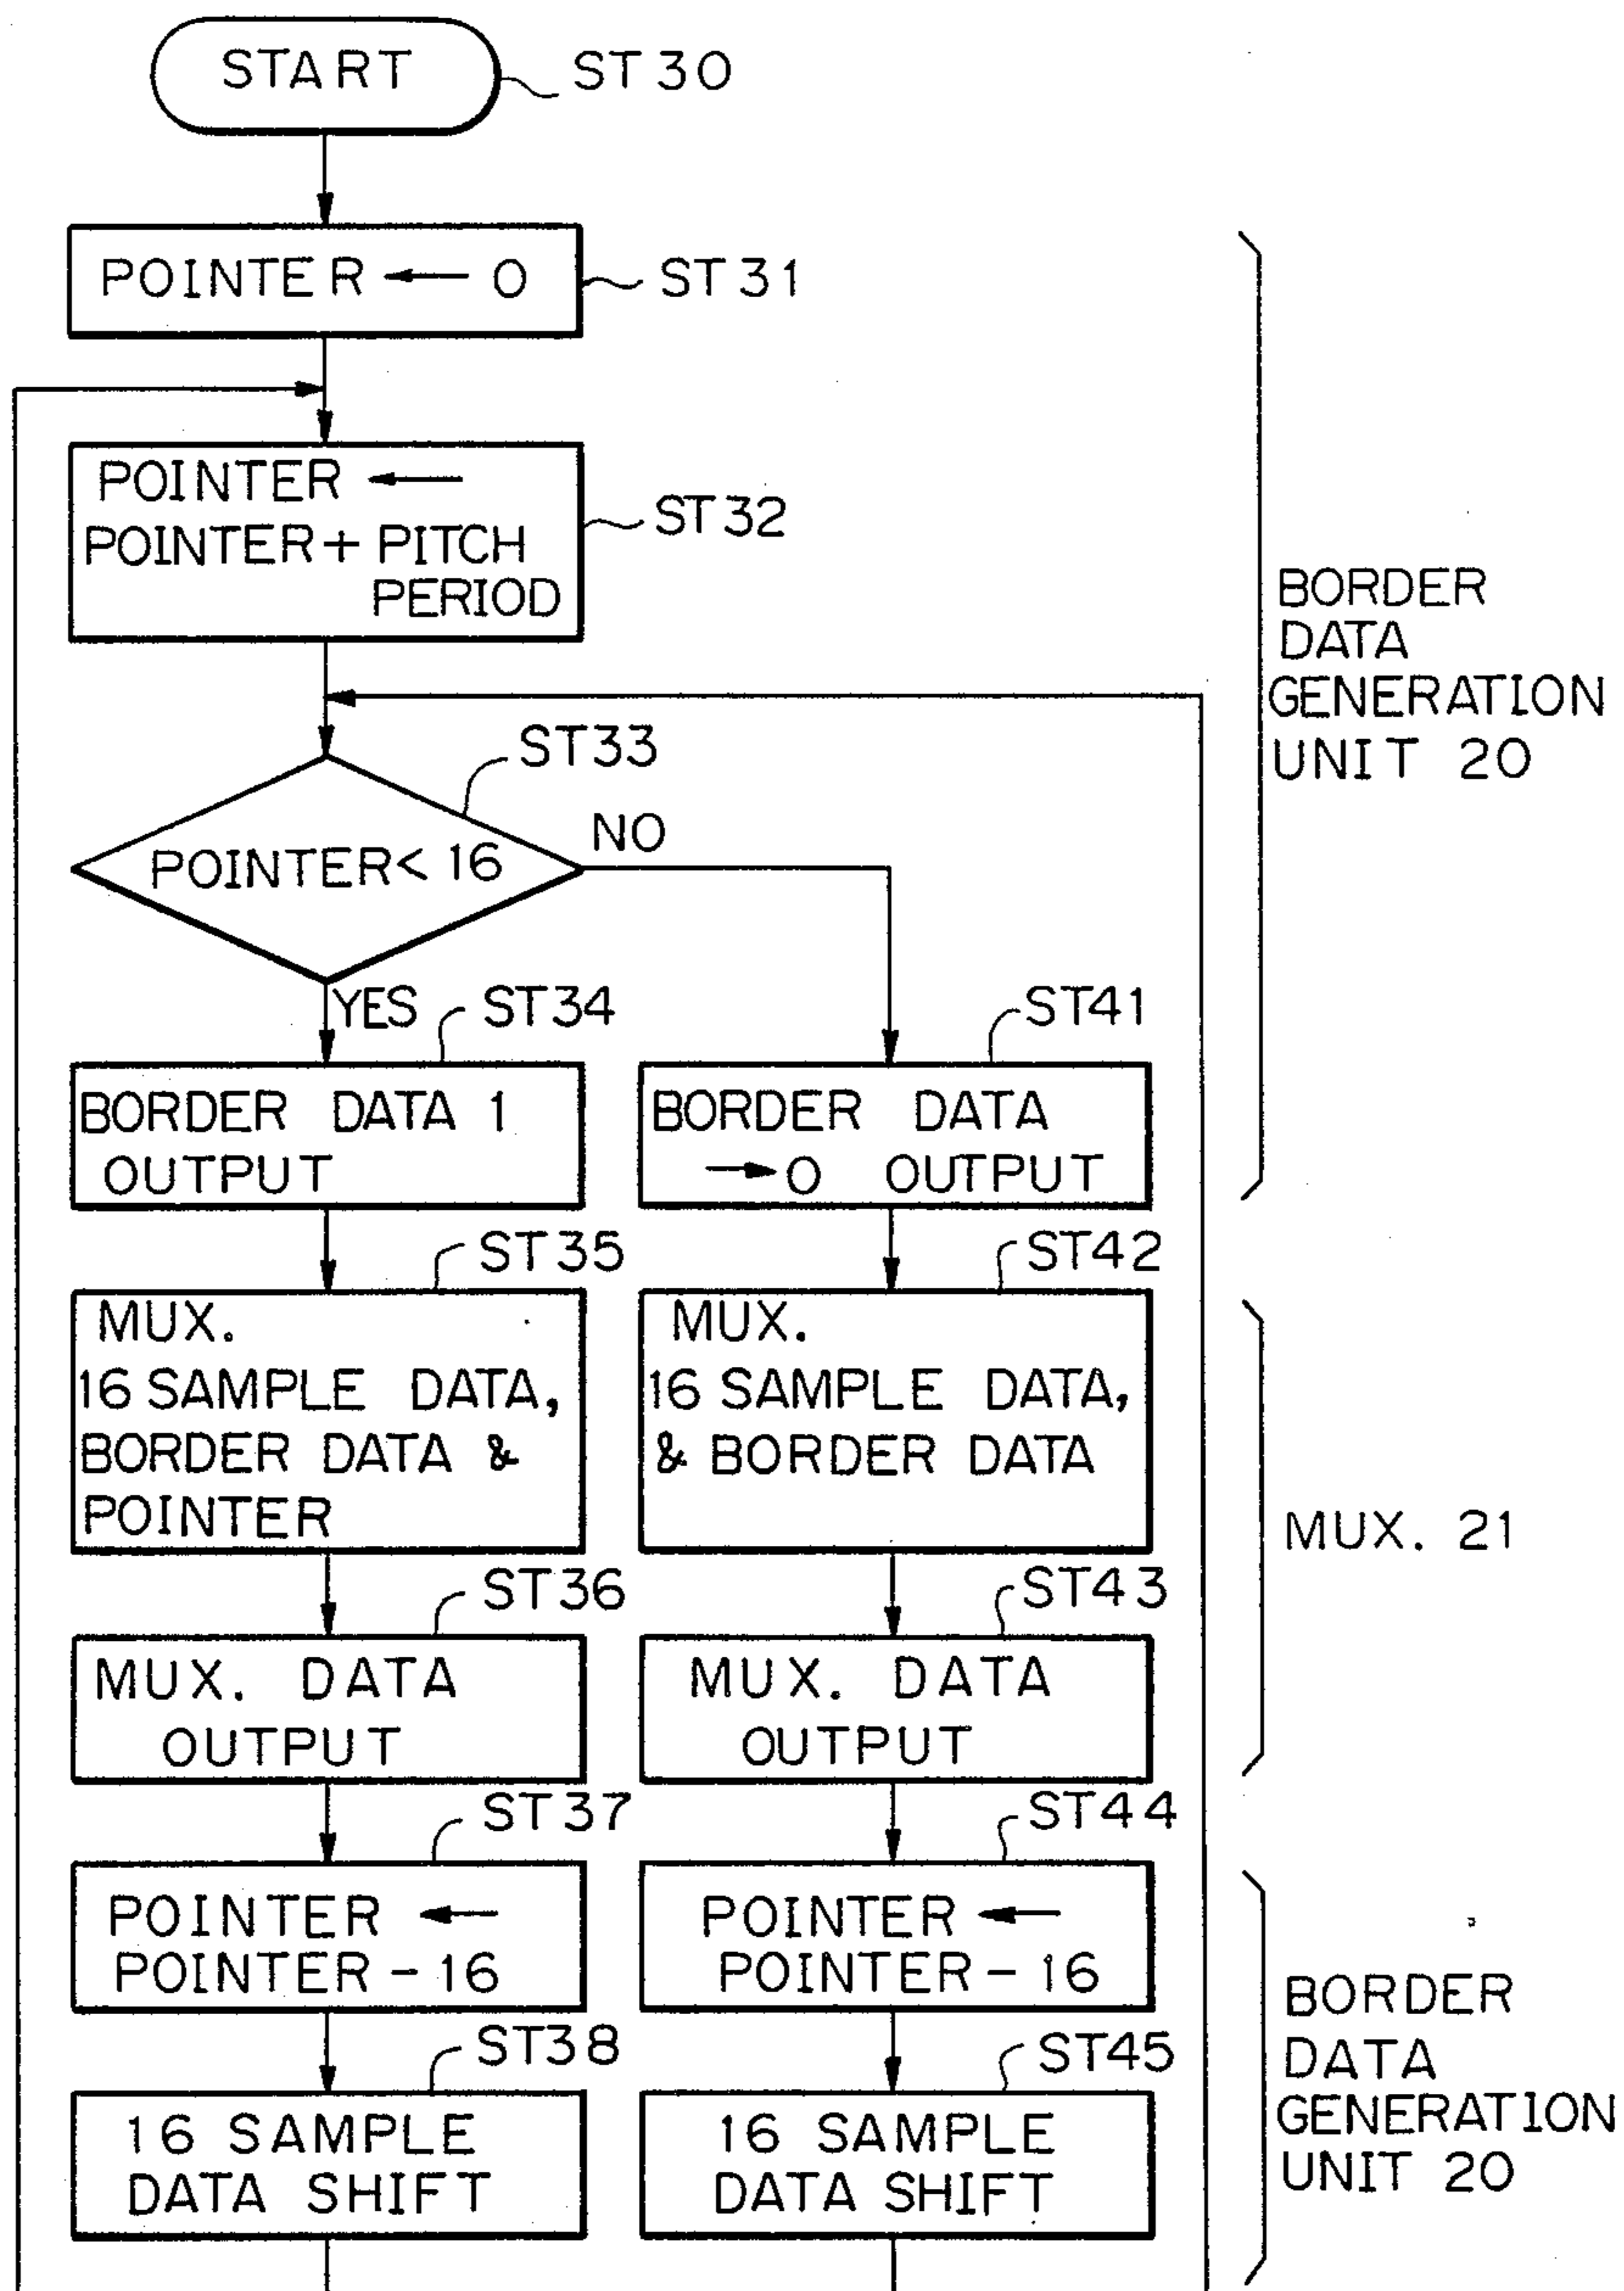 START
ST30
POINTER ← 0
ST31
POINTER ←
POINTER + PITCH
PERIOD
ST32
ST33
POINTER < 16
NO
YES
ST34
BORDER DATA 1
OUTPUT
ST41
BORDER DATA
→ 0 OUTPUT
BORDER
DATA
GENERATION
UNIT 20
ST35
MUX.
16 SAMPLE DATA,
BORDER DATA &
POINTER
ST42
MUX.
16 SAMPLE DATA,
& BORDER DATA
ST36
MUX. DATA
OUTPUT
ST43
MUX. DATA
OUTPUT
MUX. 21
ST37
POINTER ←
POINTER - 16
ST44
POINTER ←
POINTER - 16
ST38
16 SAMPLE
DATA SHIFT
ST45
16 SAMPLE
DATA SHIFT
BORDER
DATA
GENERATION
UNIT 20